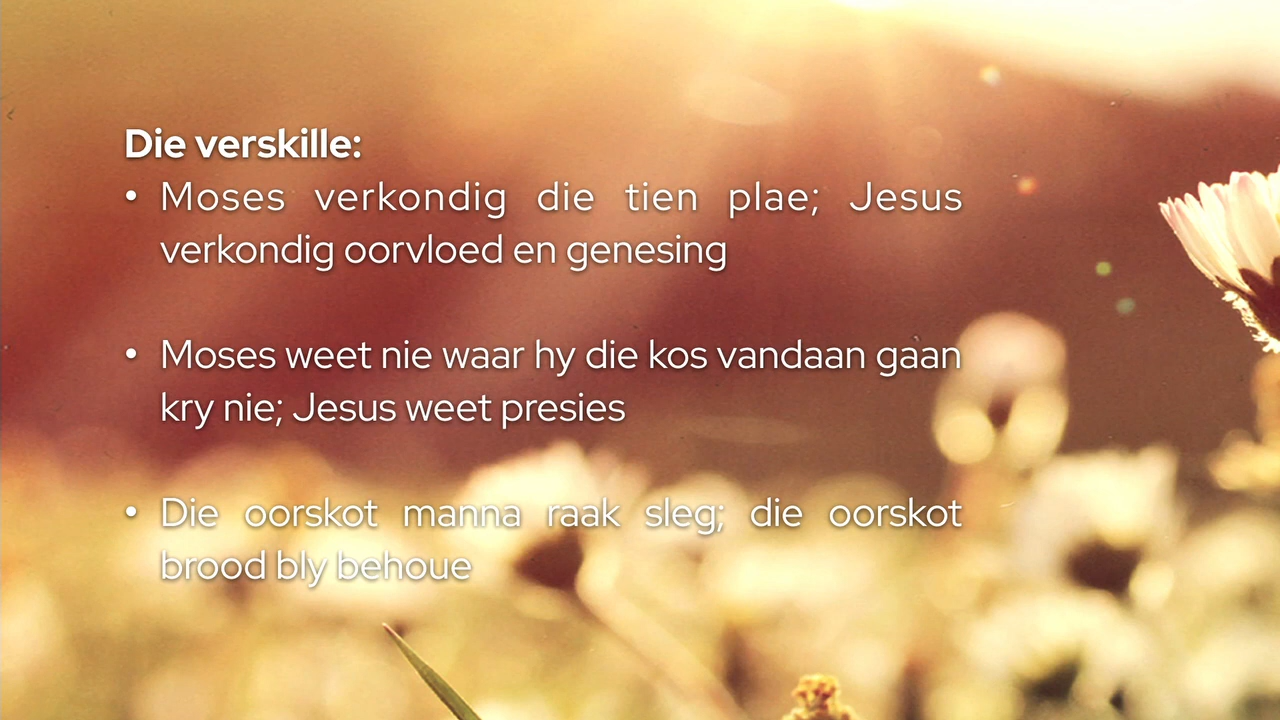 Die verskille:
• Moses verkondig die tien plae; Jesus
verkondig oorvloed en genesing
• Moses weet nie waar hy die kos vandaan gaan
kry nie; Jesus weet presies
• Die oorskot manna raak sleg; die oorskot
brood bly behoue